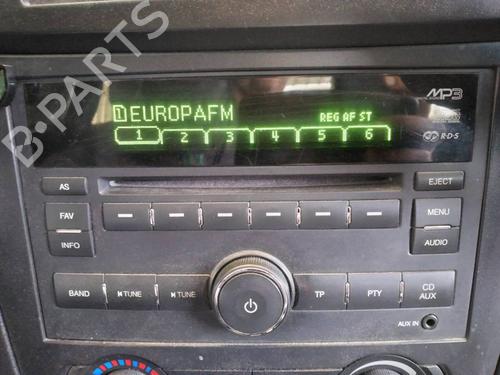 B-PARTS
MP3
1 EUROPAFM
REG AF ST
1 2 3 4 5 6
R·D·S
AS
EJECT
FAV
MENU
INFO
AUDIO
BAND
TUNE
TUNE
TP
PTY
CD
AUX
AUX IN